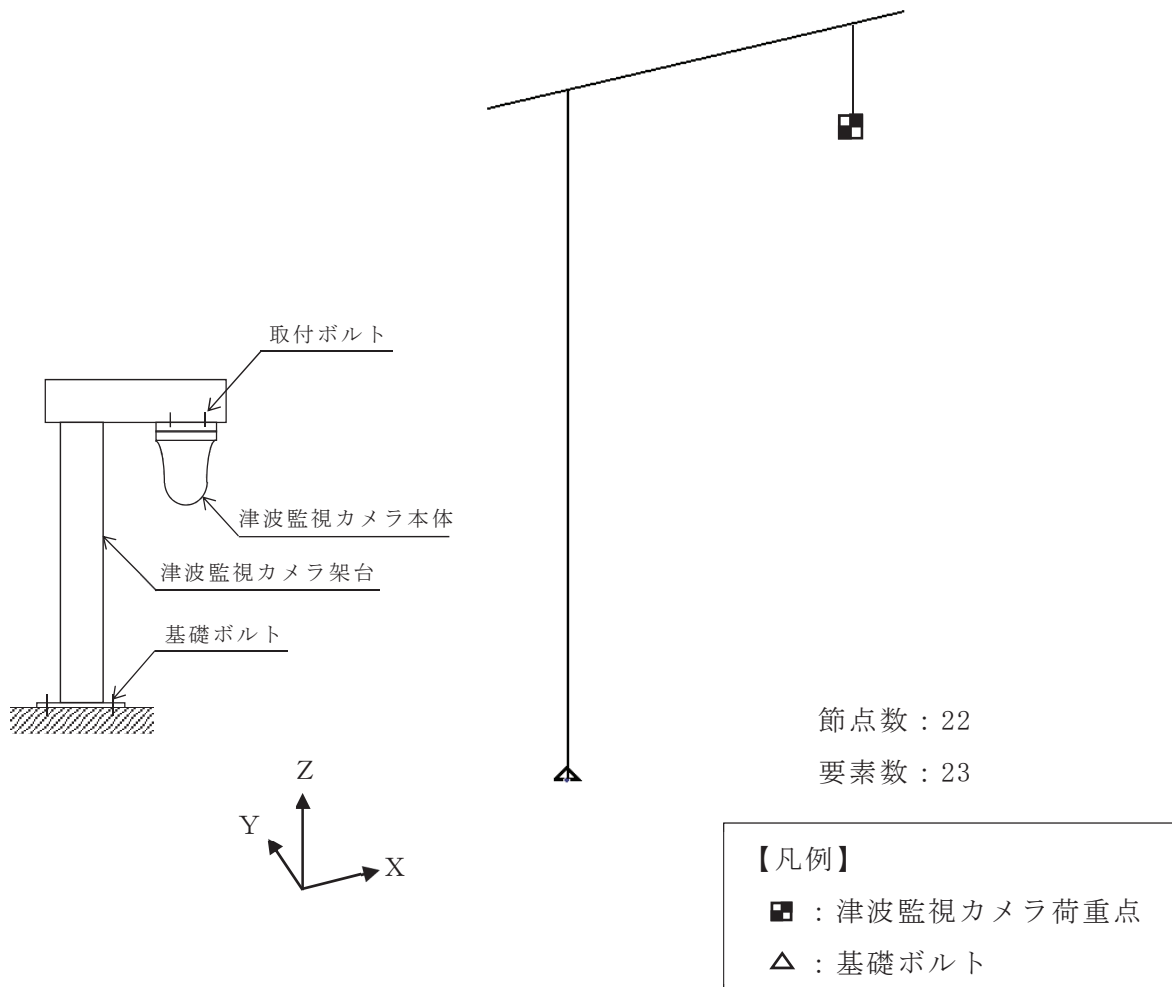 取付ボルト
津波監視カメラ本体
津波監視カメラ架台
基礎ボルト
Z
Y
X
節点数：22
要素数：23
【凡例】
：津波監視カメラ荷重点
：基礎ボルト